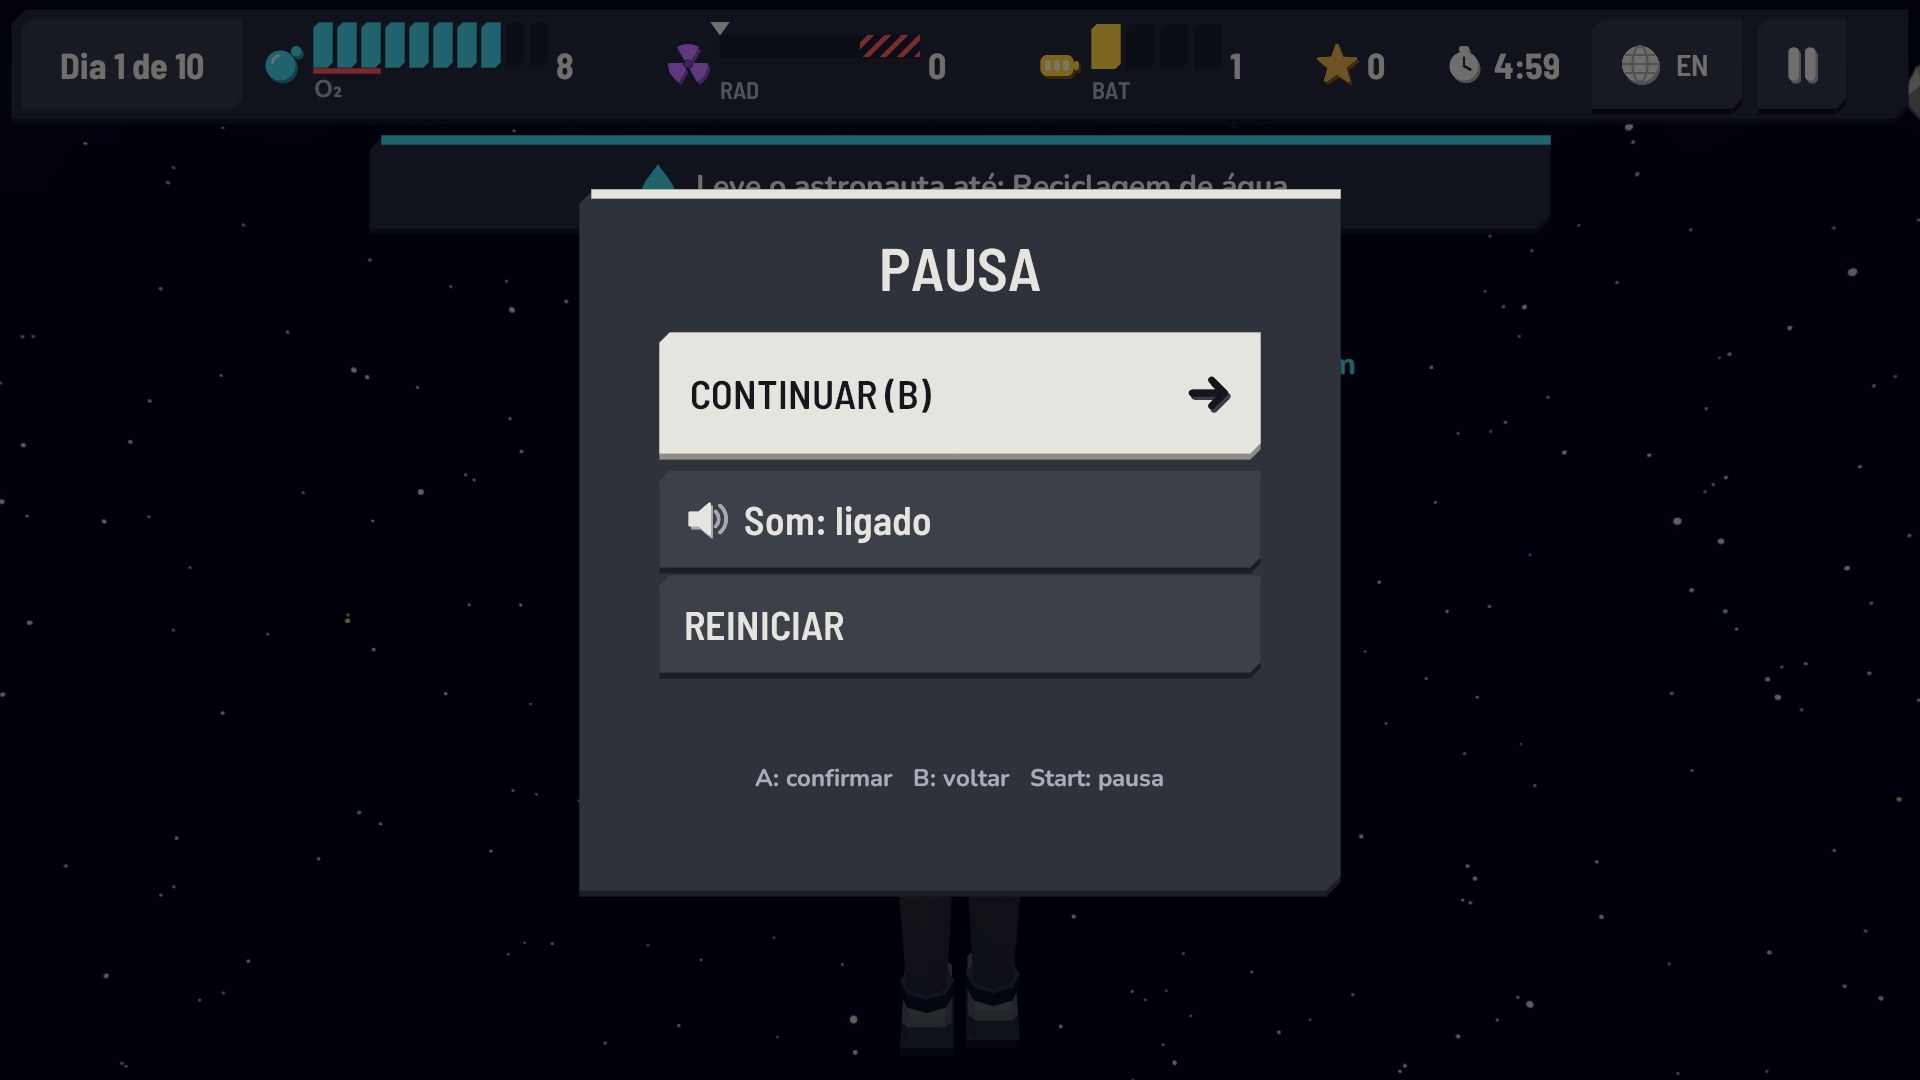 Dia 1 de 10
O₂
8
RAD
0
BAT
1
0
4:59
EN
Leve o astronauta até: Reciclagem de água
PAUSA
CONTINUAR (B)
Som: ligado
REINICIAR
A: confirmar B: voltar Start: pausa